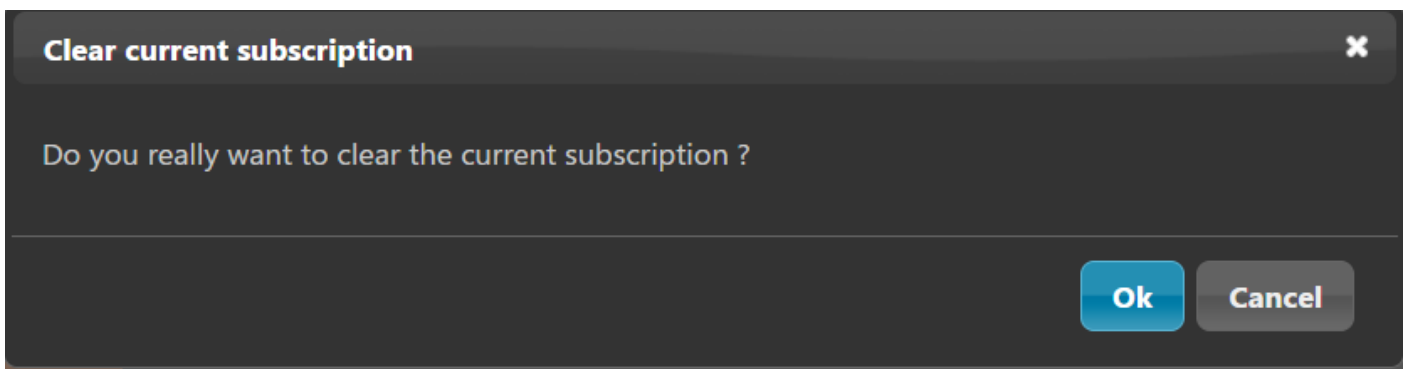 Clear current subscription
Do you really want to clear the current subscription ?
Ok Cancel